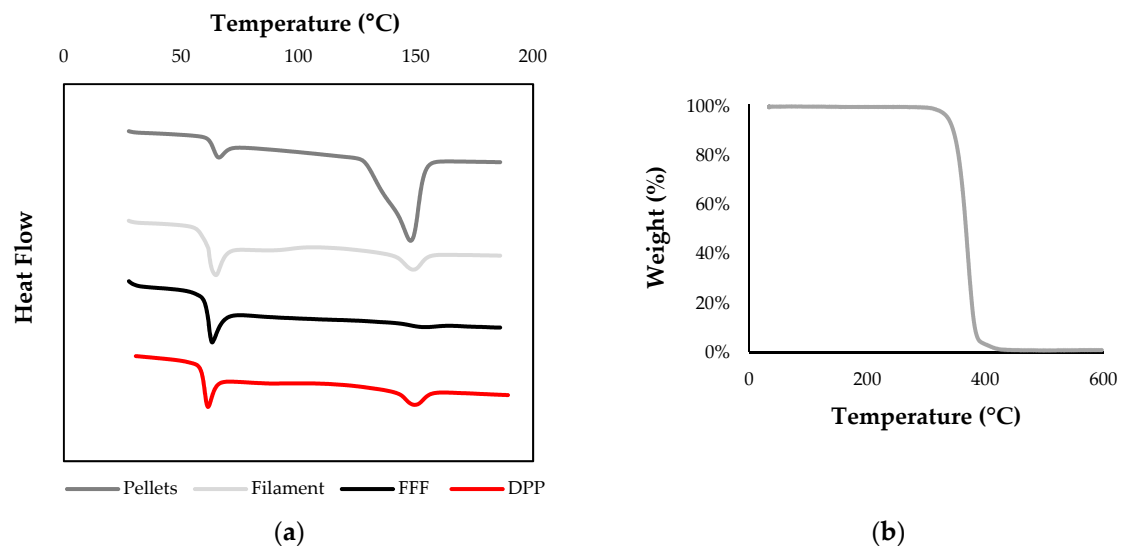 Temperature (°C)
0 50 100 150 200
Heat Flow
Pellets Filament FFF DPP
(a)
100%
80%
60%
40%
20%
0%
Weight (%)
0 200 400 600
Temperature (°C)
(b)